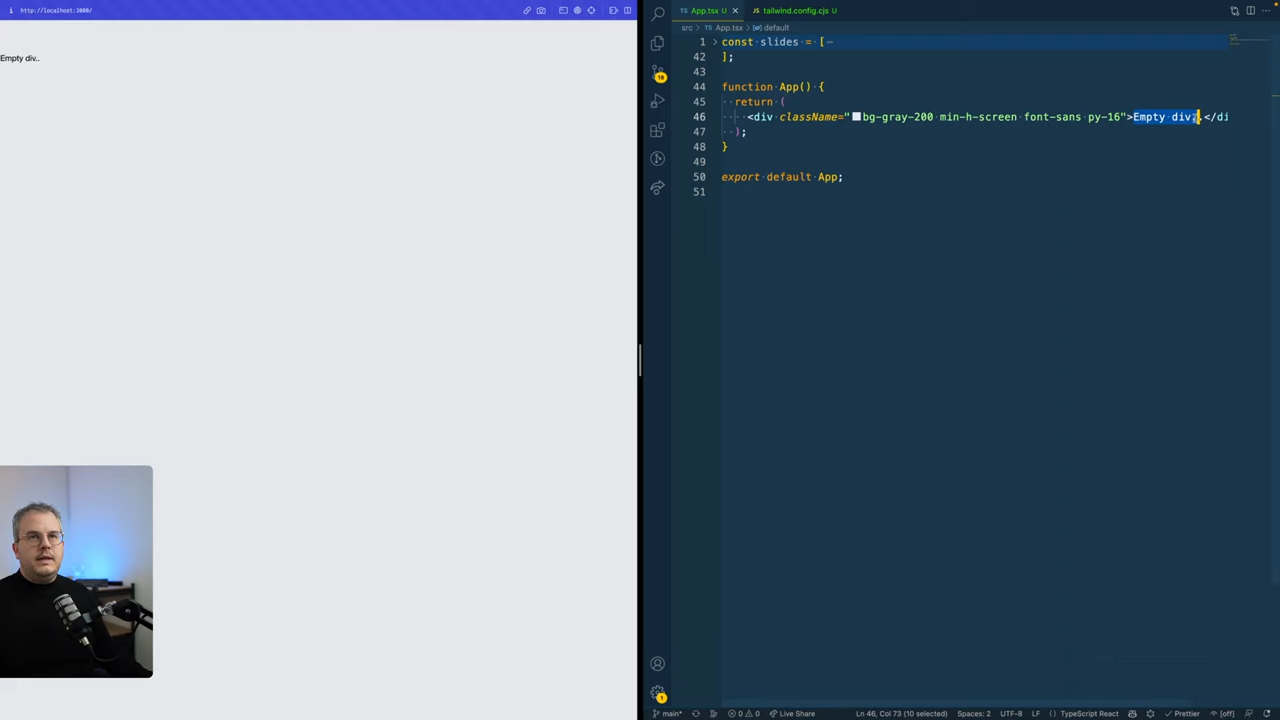 http://localhost:3000/
Empty div..
App.tsx U
tailwind.config.cjs U
src > App.tsx > default
1 const slides = [
42 ];
43
44 function App() {
45 return (
46 <div className="bg-gray-200 min-h-screen font-sans py-16">Empty div..</di
47 );
48 }
49
50 export default App;
51
18
1
main*
0 0
Live Share
Ln 46, Col 73 (10 selected)
Spaces: 2
UTF-8
LF
TypeScript React
Prettier
[off]